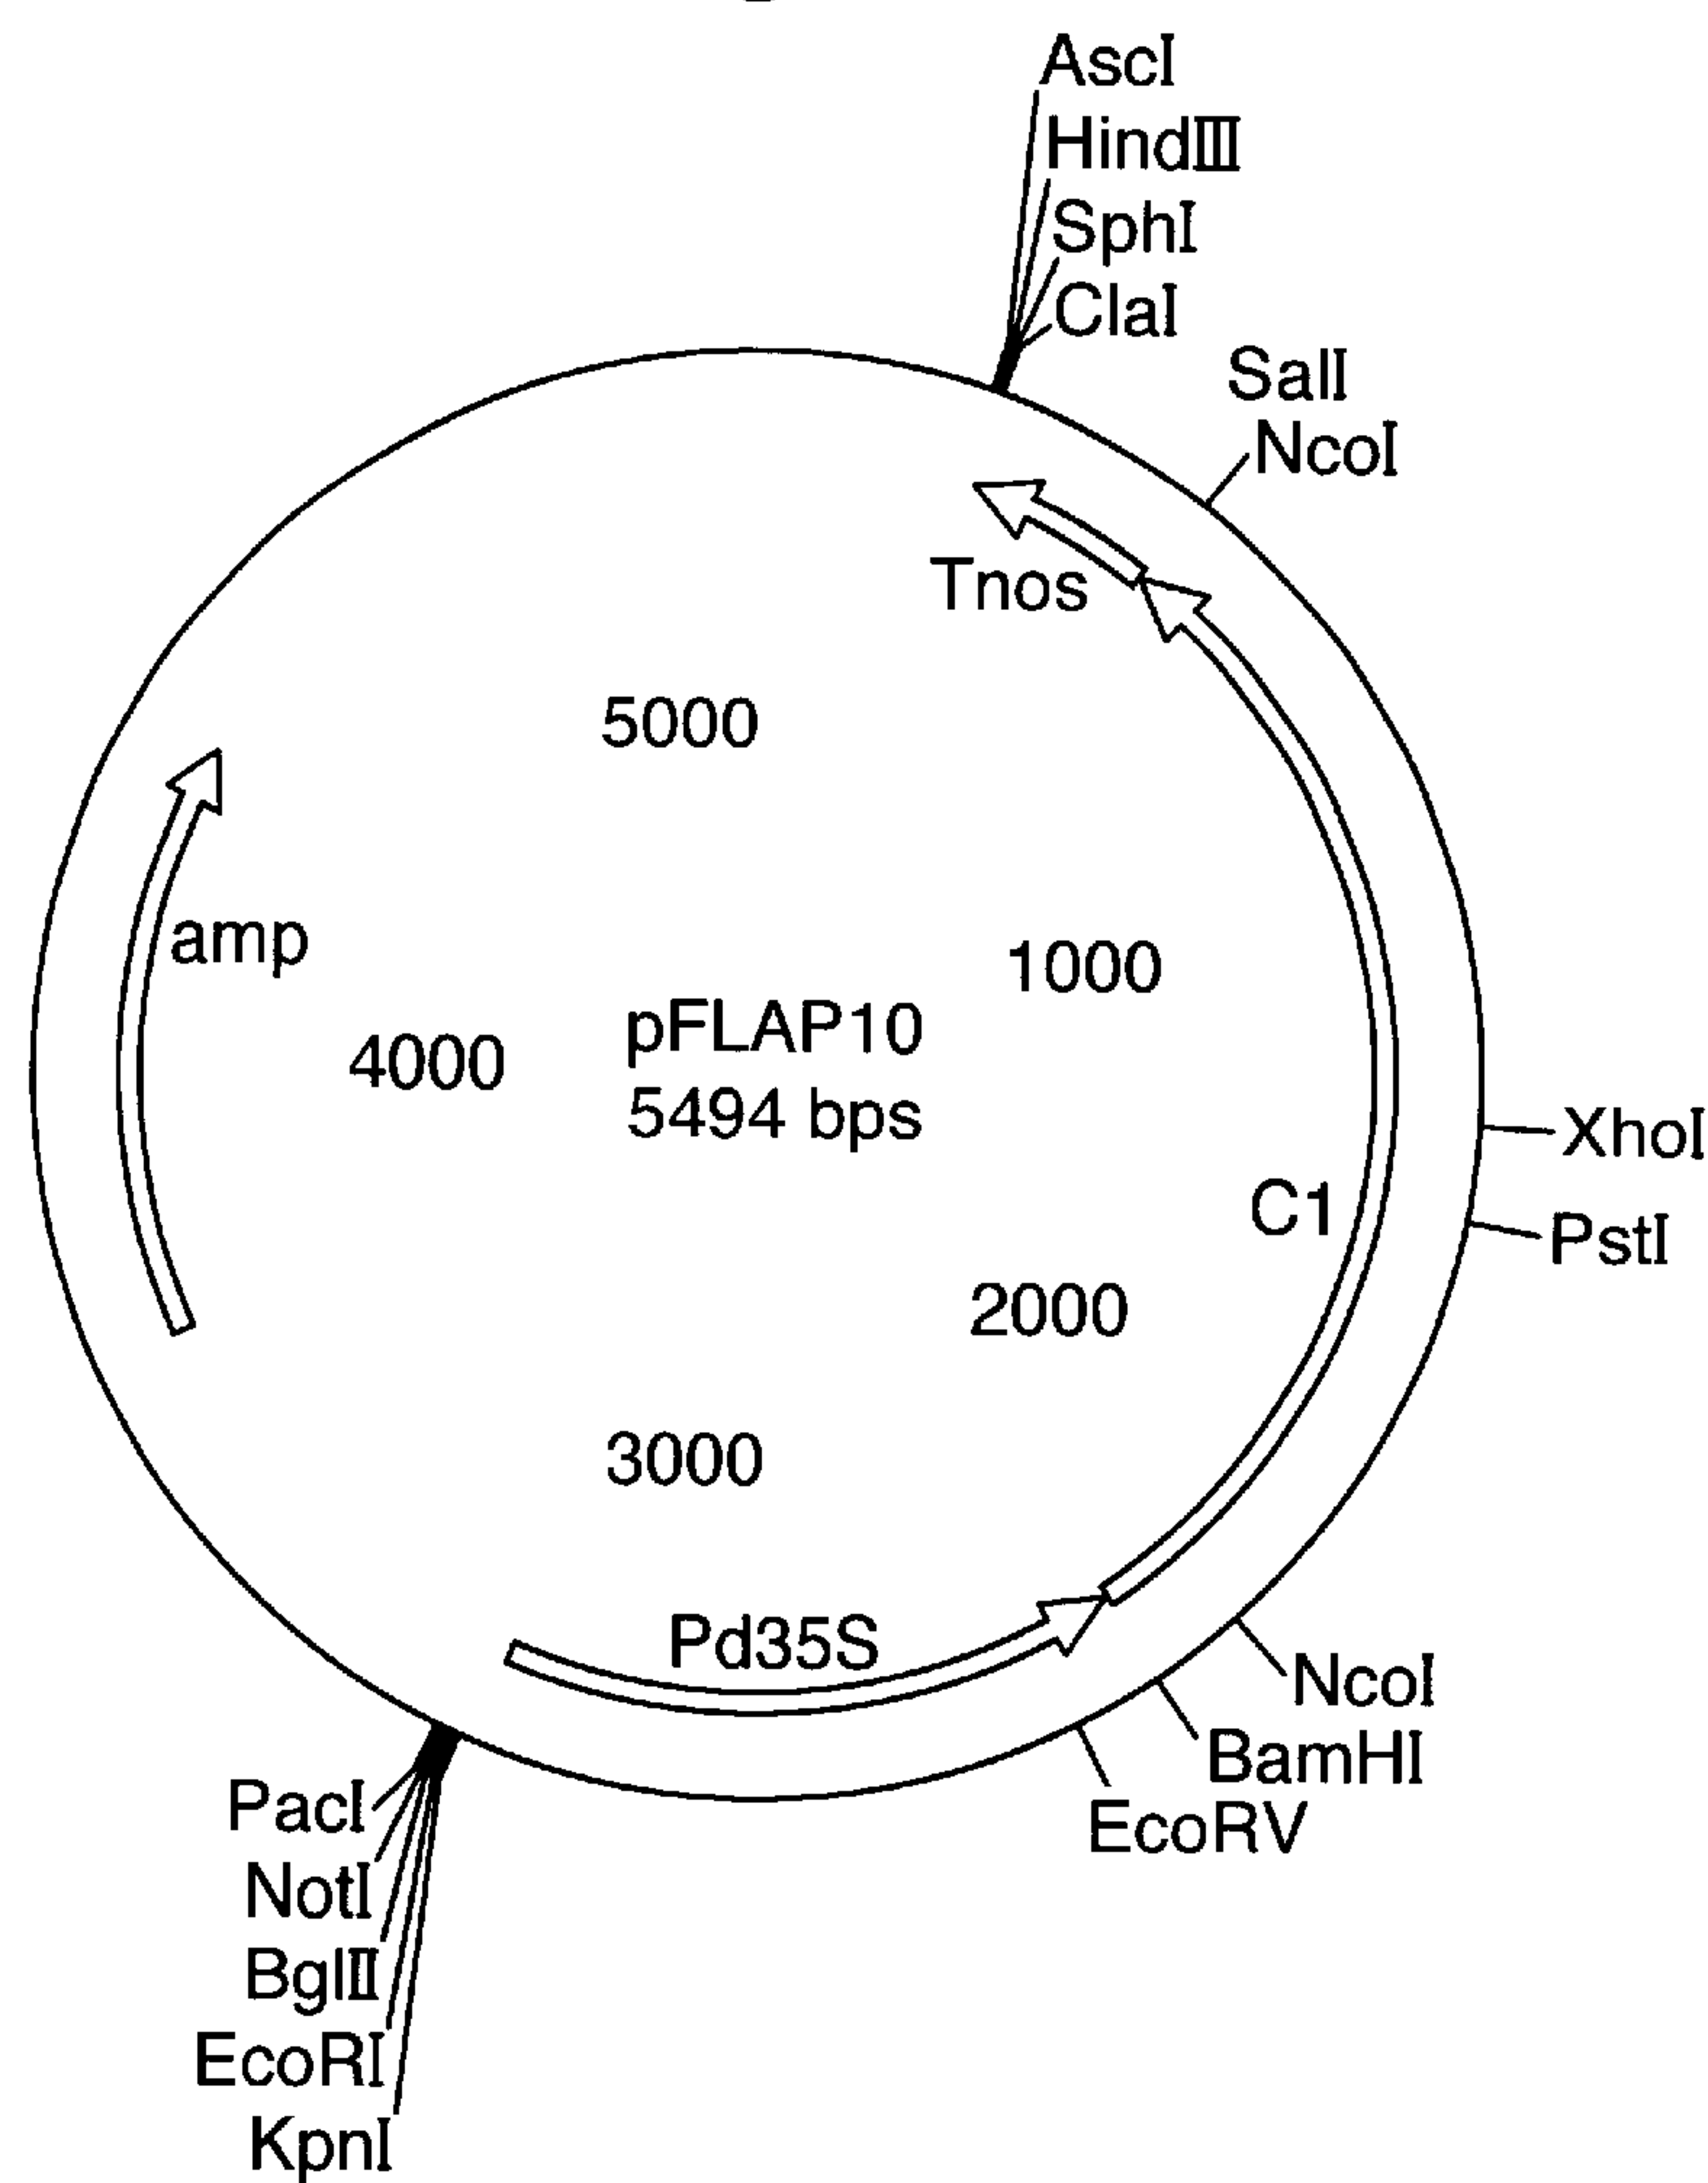 AscI
HindIII
SphI
ClaI
SalI
NcoI
Tnos
5000
amp
1000
pFLAP10
4000
5494 bps
XhoI
C1
PstI
2000
3000
Pd35S
NcoI
BamHI
EcoRV
PacI
NotI
BglII
EcoRI
KpnI